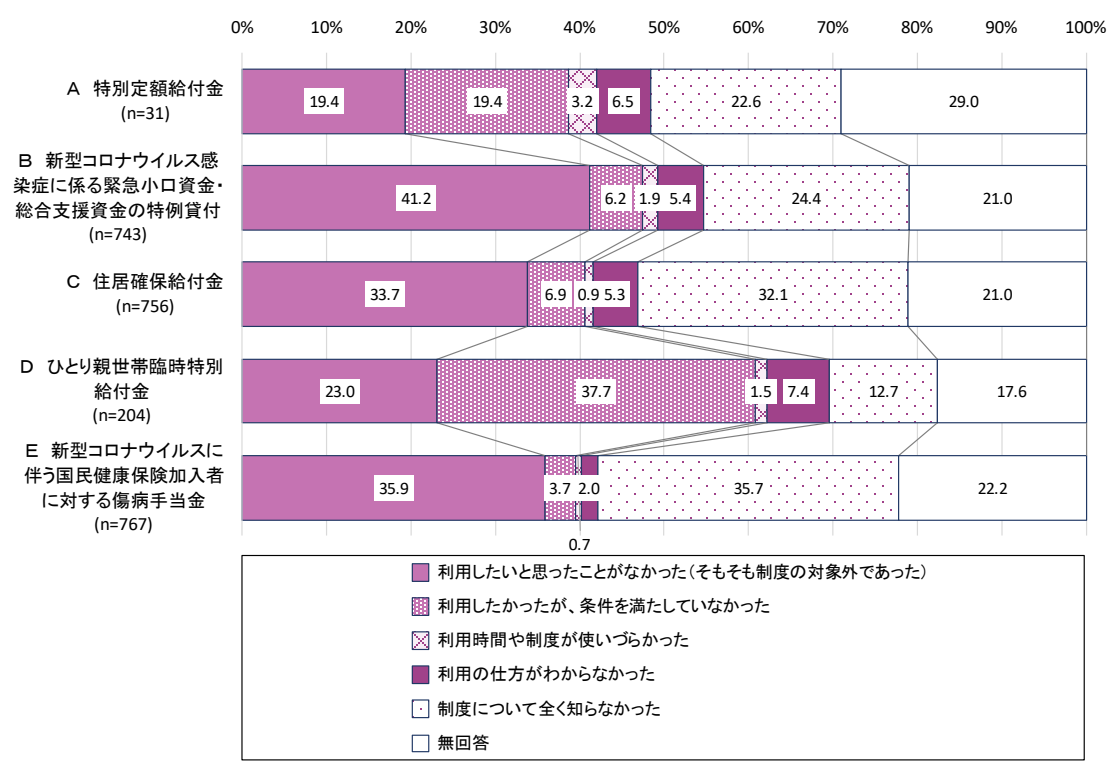 0% 10% 20% 30% 40% 50% 60% 70% 80% 90% 100%
A 特別定額給付金
(n=31)
19.4 19.4 3.2 6.5 22.6 29.0
B 新型コロナウイルス感
染症に係る緊急小口資金・
総合支援資金の特例貸付
(n=743)
41.2 6.2 1.9 5.4 24.4 21.0
C 住居確保給付金
(n=756)
33.7 6.9 0.9 5.3 32.1 21.0
D ひとり親世帯臨時特別
給付金
(n=204)
23.0 37.7 1.5 7.4 12.7 17.6
E 新型コロナウイルスに
伴う国民健康保険加入者
に対する傷病手当金
(n=767)
35.9 3.7 2.0 35.7 22.2
0.7
利用したいと思ったことがなかった(そもそも制度の対象外であった)
利用したかったが、条件を満たしていなかった
利用時間や制度が使いづらかった
利用の仕方がわからなかった
制度について全く知らなかった
無回答